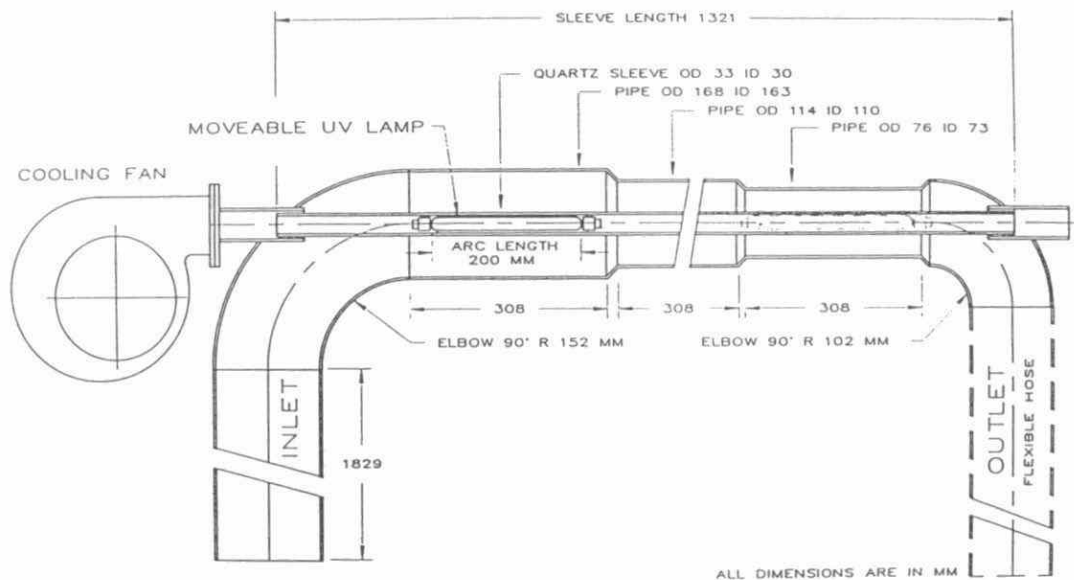 SLEEVE LENGTH 1321
QUARTZ SLEEVE OD 33 ID 30
PIPE OD 168 ID 163
PIPE OD 114 ID 110
PIPE OD 76 ID 73
MOVEABLE UV LAMP
COOLING FAN
ARC LENGTH
200 MM
308
308
308
ELBOW 90° R 152 MM
ELBOW 90° R 102 MM
INLET
1829
OUTLET
FLEXIBLE HOSE
ALL DIMENSIONS ARE IN MM